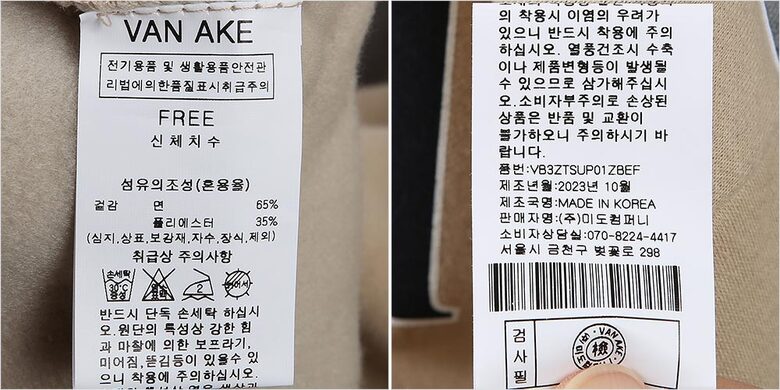 VAN AKE
전기용품 및 생활용품안전관
리법에의한품질표시취급주의
FREE
신체치수
섬유의조성(혼용율)
겉감 면 65%
폴리에스터 35%
(심지,상표,보강재,자수,장식,제외)
취급상 주의사항
손세탁
30℃
중성
2
반드시 단독 손세탁 하십시
오.원단의 특성상 강한 힘
과 마찰에 의한 보프라기,
미어짐,뜯김등이 있을수 있
으니 착용에 주의하십시오.
의 착용시 이염의 우려가
있으니 반드시 착용에 주의
하십시오. 열풍건조시 수축
이나 제품변형등이 발생될
수 있으므로 삼가해주십시
오.소비자부주의로 손상된
상품은 반품 및 교환이
불가하오니 주의하시기 바
랍니다.
품번:VB3ZTSUP01ZBEF
제조년월:2023년 10월
제조국명:MADE IN KOREA
판매자명:(주)미도컴퍼니
소비자상담실:070-8224-4417
서울시 금천구 벚꽃로 298
검사필
VAN AKE
檢